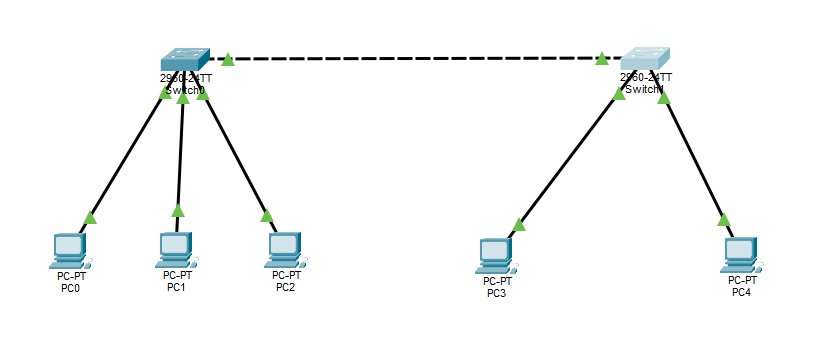 2960-24TT
Switch0
2960-24TT
Switch1
PC-PT
PC0
PC-PT
PC1
PC-PT
PC2
PC-PT
PC3
PC-PT
PC4